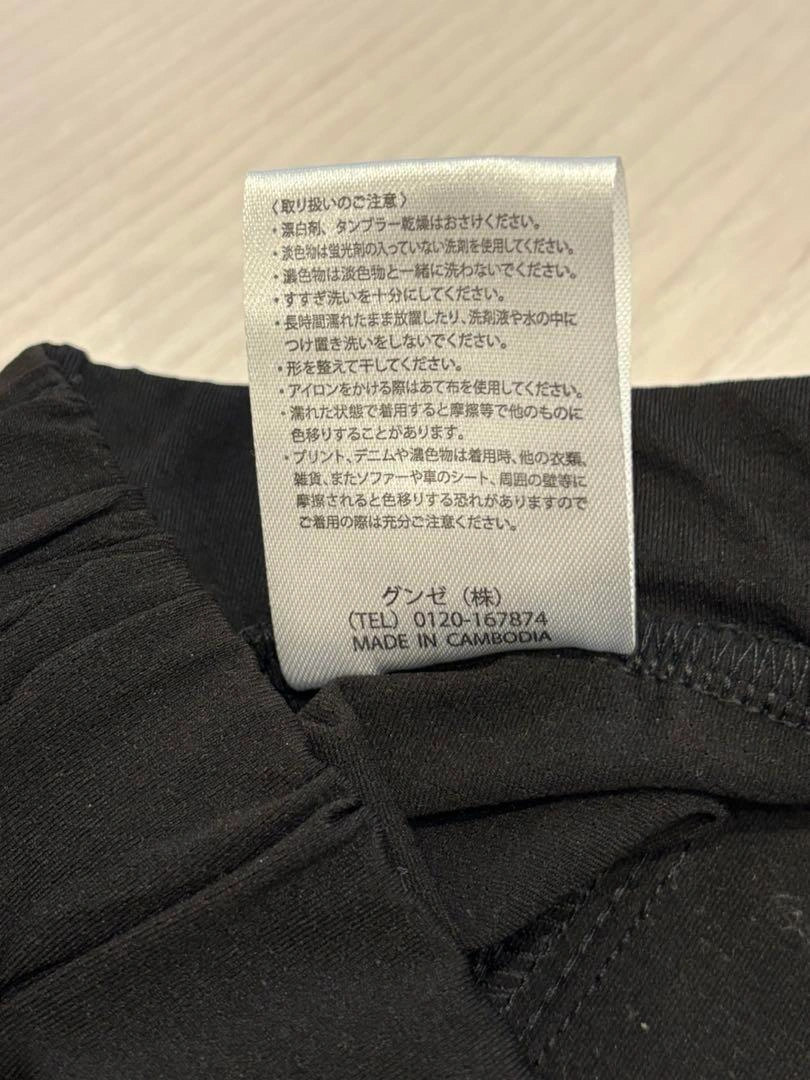 〈取り扱いのご注意〉
・漂白剤、タンブラー乾燥はおさけください。
・淡色物は蛍光剤の入っていない洗剤を使用してください。
・濃色物は淡色物と一緒に洗わないでください。
・すすぎ洗いを十分にしてください。
・長時間濡れたまま放置したり、洗剤液や水の中に
つけ置き洗いをしないでください。
・形を整えて干してください。
・アイロンをかける際はあて布を使用してください。
・濡れた状態で着用すると摩擦等で他のものに
色移りすることがあります。
・プリント、デニムや濃色物は着用時、他の衣類、
雑貨、またソファーや車のシート、周囲の壁等に
摩擦されると色移りする恐れがありますので
ご着用の際は充分ご注意ください。
グンゼ（株）
（TEL）0120-167874
MADE IN CAMBODIA